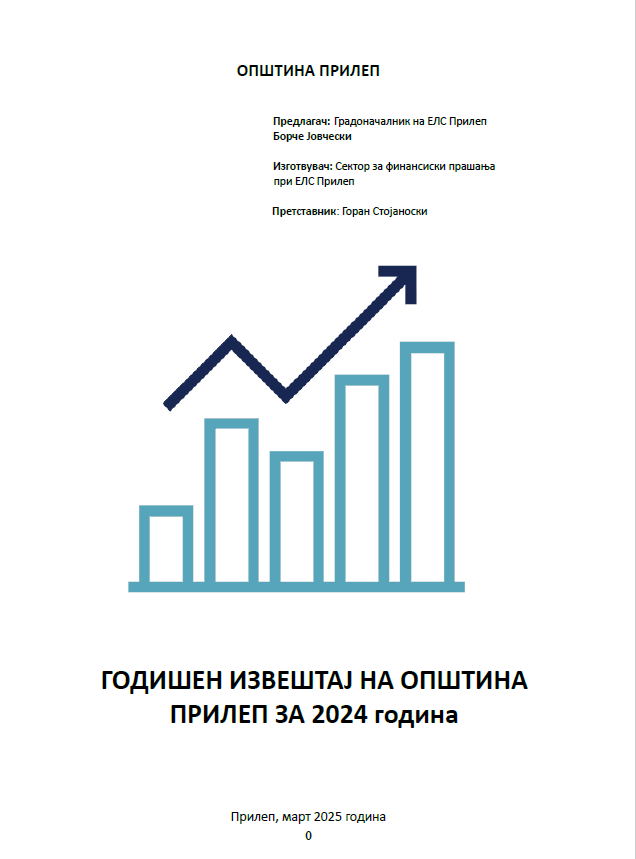 ОПШТИНА ПРИЛЕП
Предлагач: Градоначалник на ЕЛС Прилеп
Борче Јовчески
Изготвувач: Сектор за финансиски прашања
при ЕЛС Прилеп
Претставник: Горан Стојаноски
ГОДИШЕН ИЗВЕШТАЈ НА ОПШТИНА
ПРИЛЕП ЗА 2024 година
Прилеп, март 2025 година
0